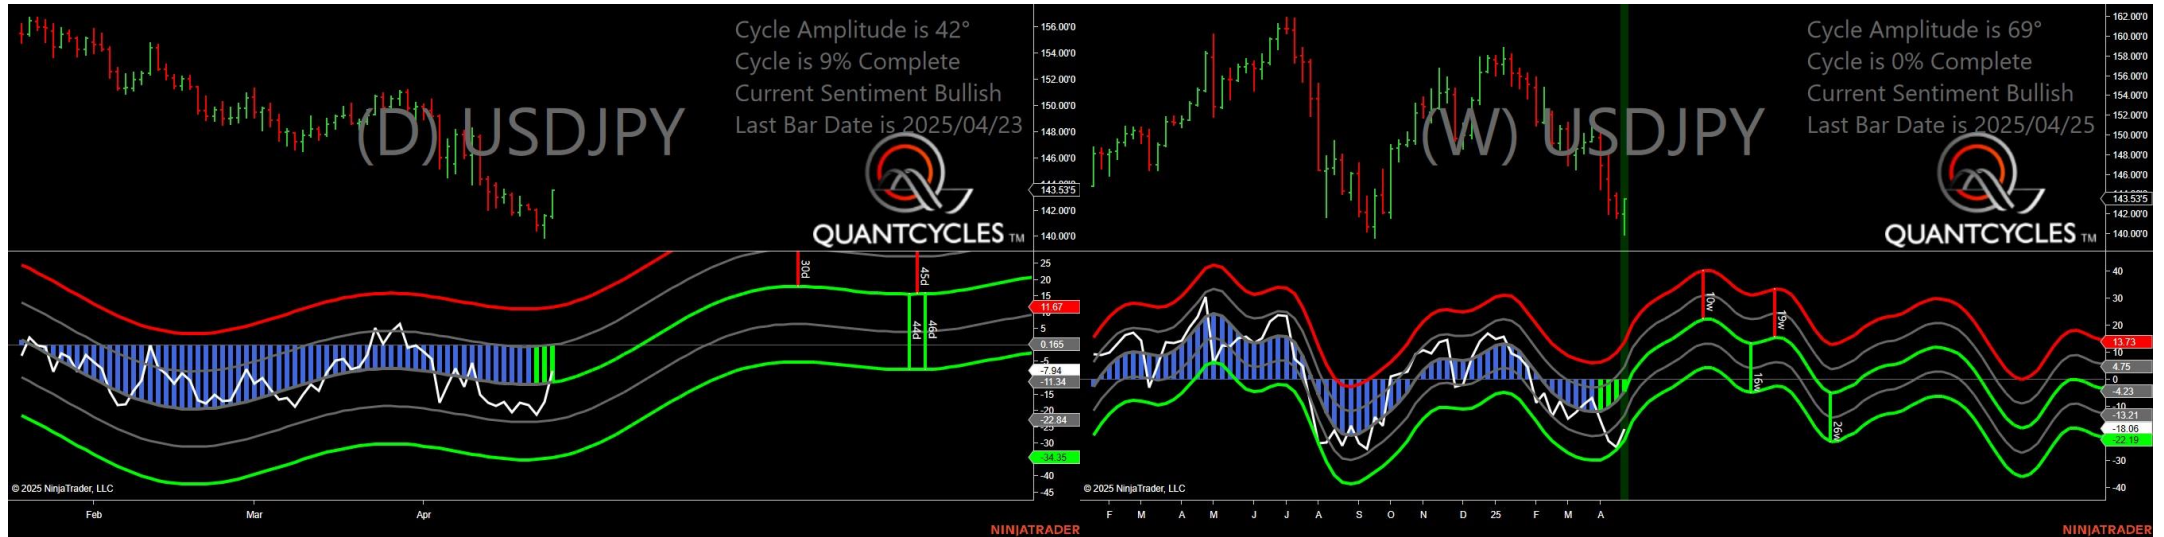 Cycle Amplitude is 42°
Cycle is 9% Complete
Current Sentiment Bullish
Last Bar Date is 2025/04/23
(D) USDJPY
QUANTCYCLES TM
156.00'0
154.00'0
152.00'0
150.00'0
148.00'0
146.00'0
143.53'5
142.00'0
140.00'0
30d
45d
44d
46d
25
20
15
11.67
5
0.165
-5
-7.94
-11.34
-15
-20
-22.84
-30
-34.35
-40
-45
© 2025 NinjaTrader, LLC
Feb
Mar
Apr
NINJATRADER
Cycle Amplitude is 69°
Cycle is 0% Complete
Current Sentiment Bullish
Last Bar Date is 2025/04/25
(W) USDJPY
QUANTCYCLES TM
162.00'0
160.00'0
158.00'0
156.00'0
154.00'0
152.00'0
150.00'0
148.00'0
146.00'0
143.53'5
142.00'0
140.00'0
10w
19w
16w
26w
40
30
20
13.73
10
4.75
0
-4.23
-10
-13.21
-18.06
-22.19
-30
-40
© 2025 NinjaTrader, LLC
F
M
A
M
J
J
A
S
O
N
D
25
F
M
A
NINJATRADER